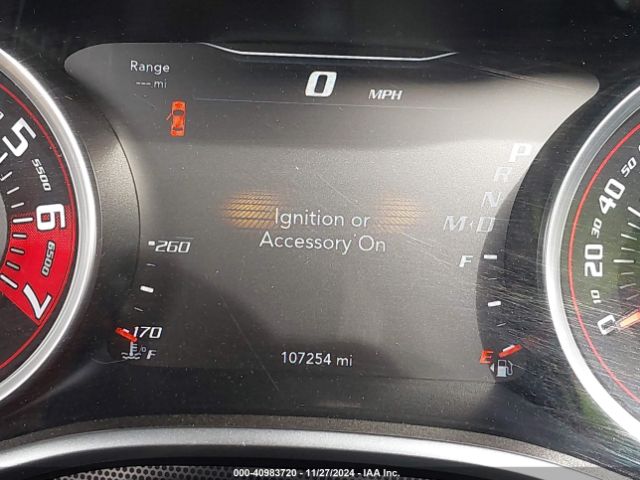 Range
--- mi
0 MPH
P
R
N
M◁D
Ignition or
Accessory On
260
170
°F
F
E
107254 mi
5
5500
6
6500
7
0
10
20
30
40
50
000-40983720 - 11/27/2024 - IAA Inc.